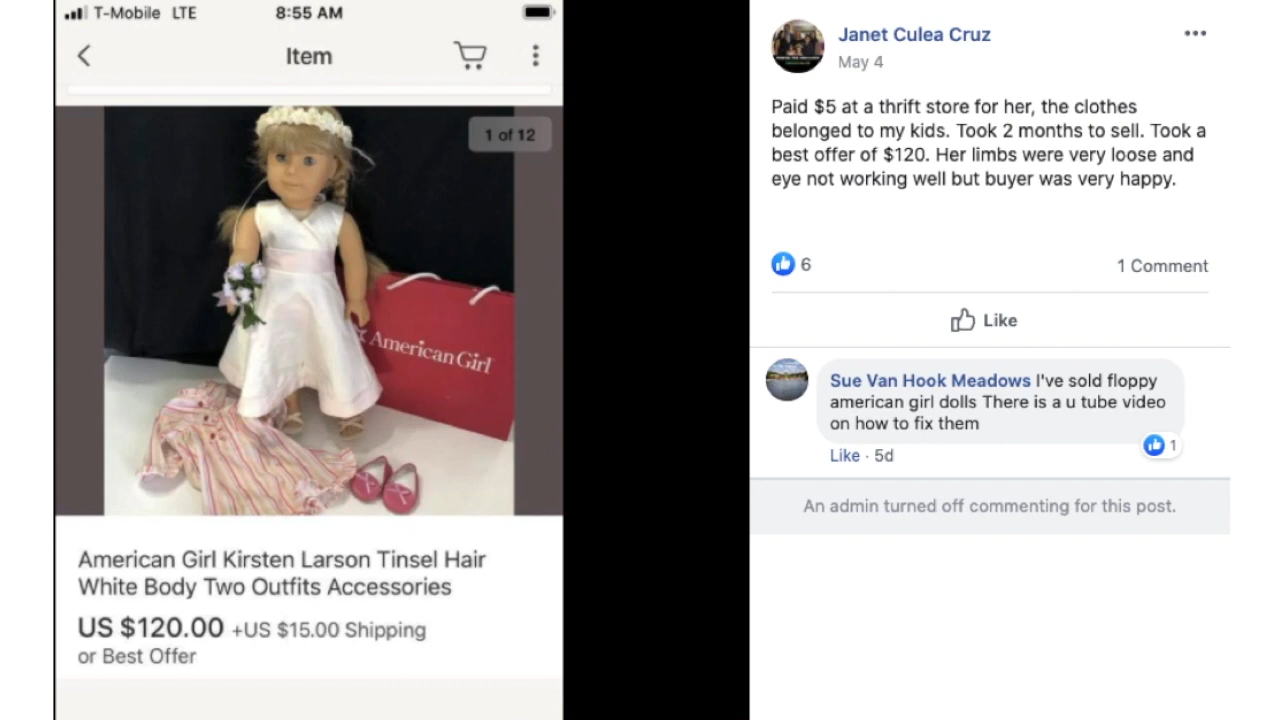 T-Mobile LTE 8:55 AM
Item
1 of 12
American Girl
American Girl Kirsten Larson Tinsel Hair
White Body Two Outfits Accessories
US $120.00 +US $15.00 Shipping
or Best Offer
Janet Culea Cruz
May 4
Paid $5 at a thrift store for her, the clothes
belonged to my kids. Took 2 months to sell. Took a
best offer of $120. Her limbs were very loose and
eye not working well but buyer was very happy.
6
1 Comment
Like
Sue Van Hook Meadows I've sold floppy
american girl dolls There is a u tube video
on how to fix them
1
Like · 5d
An admin turned off commenting for this post.